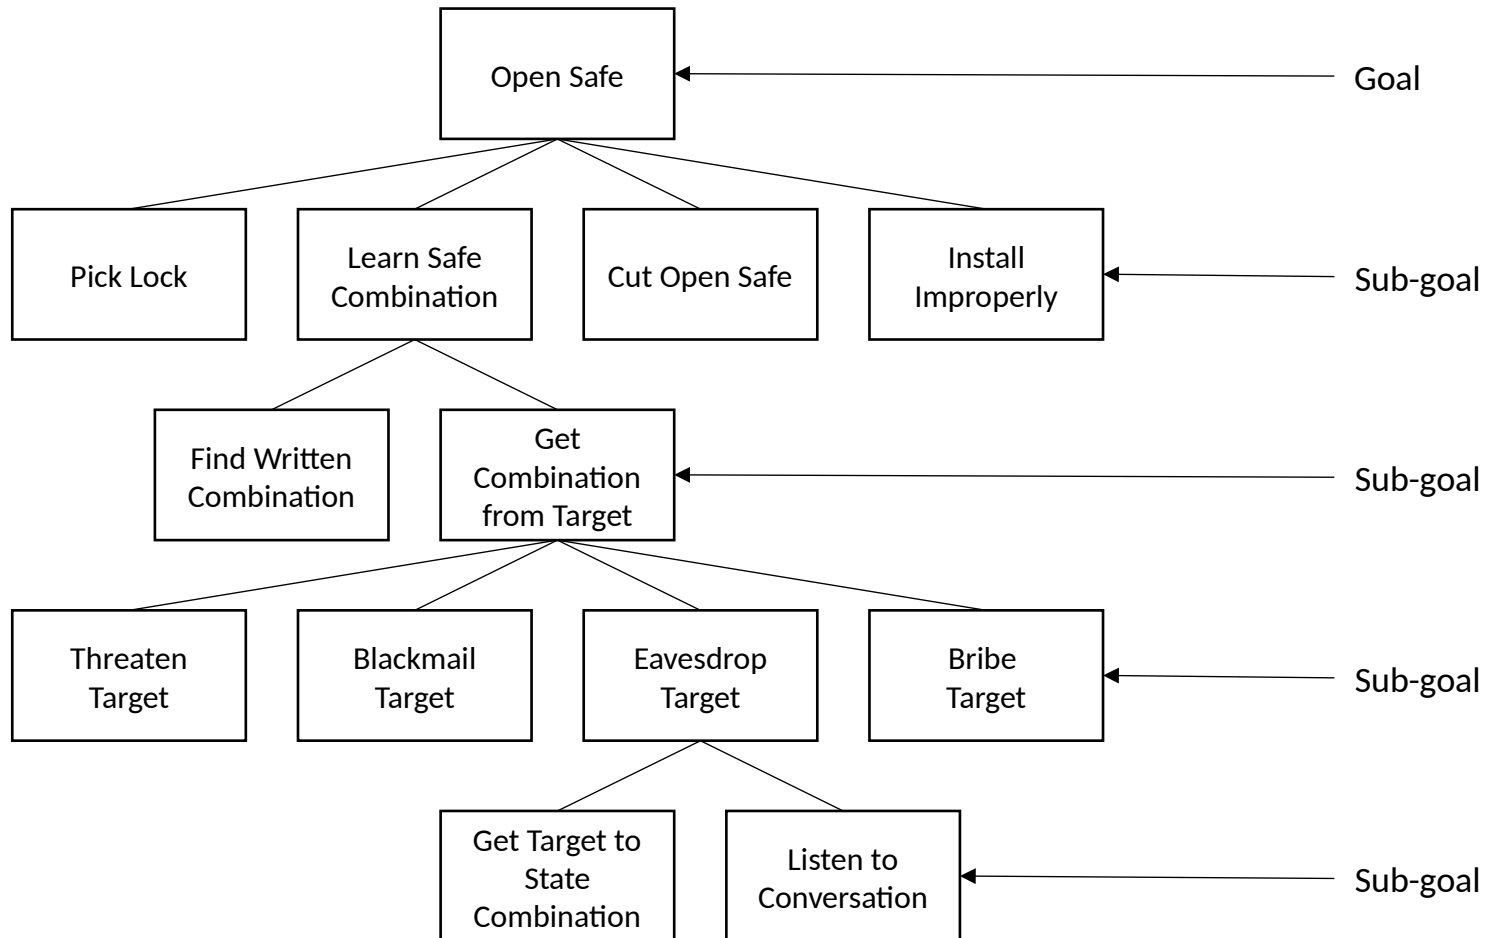 Open Safe
Goal
Pick Lock
Learn Safe
Combination
Cut Open Safe
Install
Improperly
Sub-goal
Find Written
Combination
Get
Combination
from Target
Sub-goal
Threaten
Target
Blackmail
Target
Eavesdrop
Target
Bribe
Target
Sub-goal
Get Target to
State
Combination
Listen to
Conversation
Sub-goal